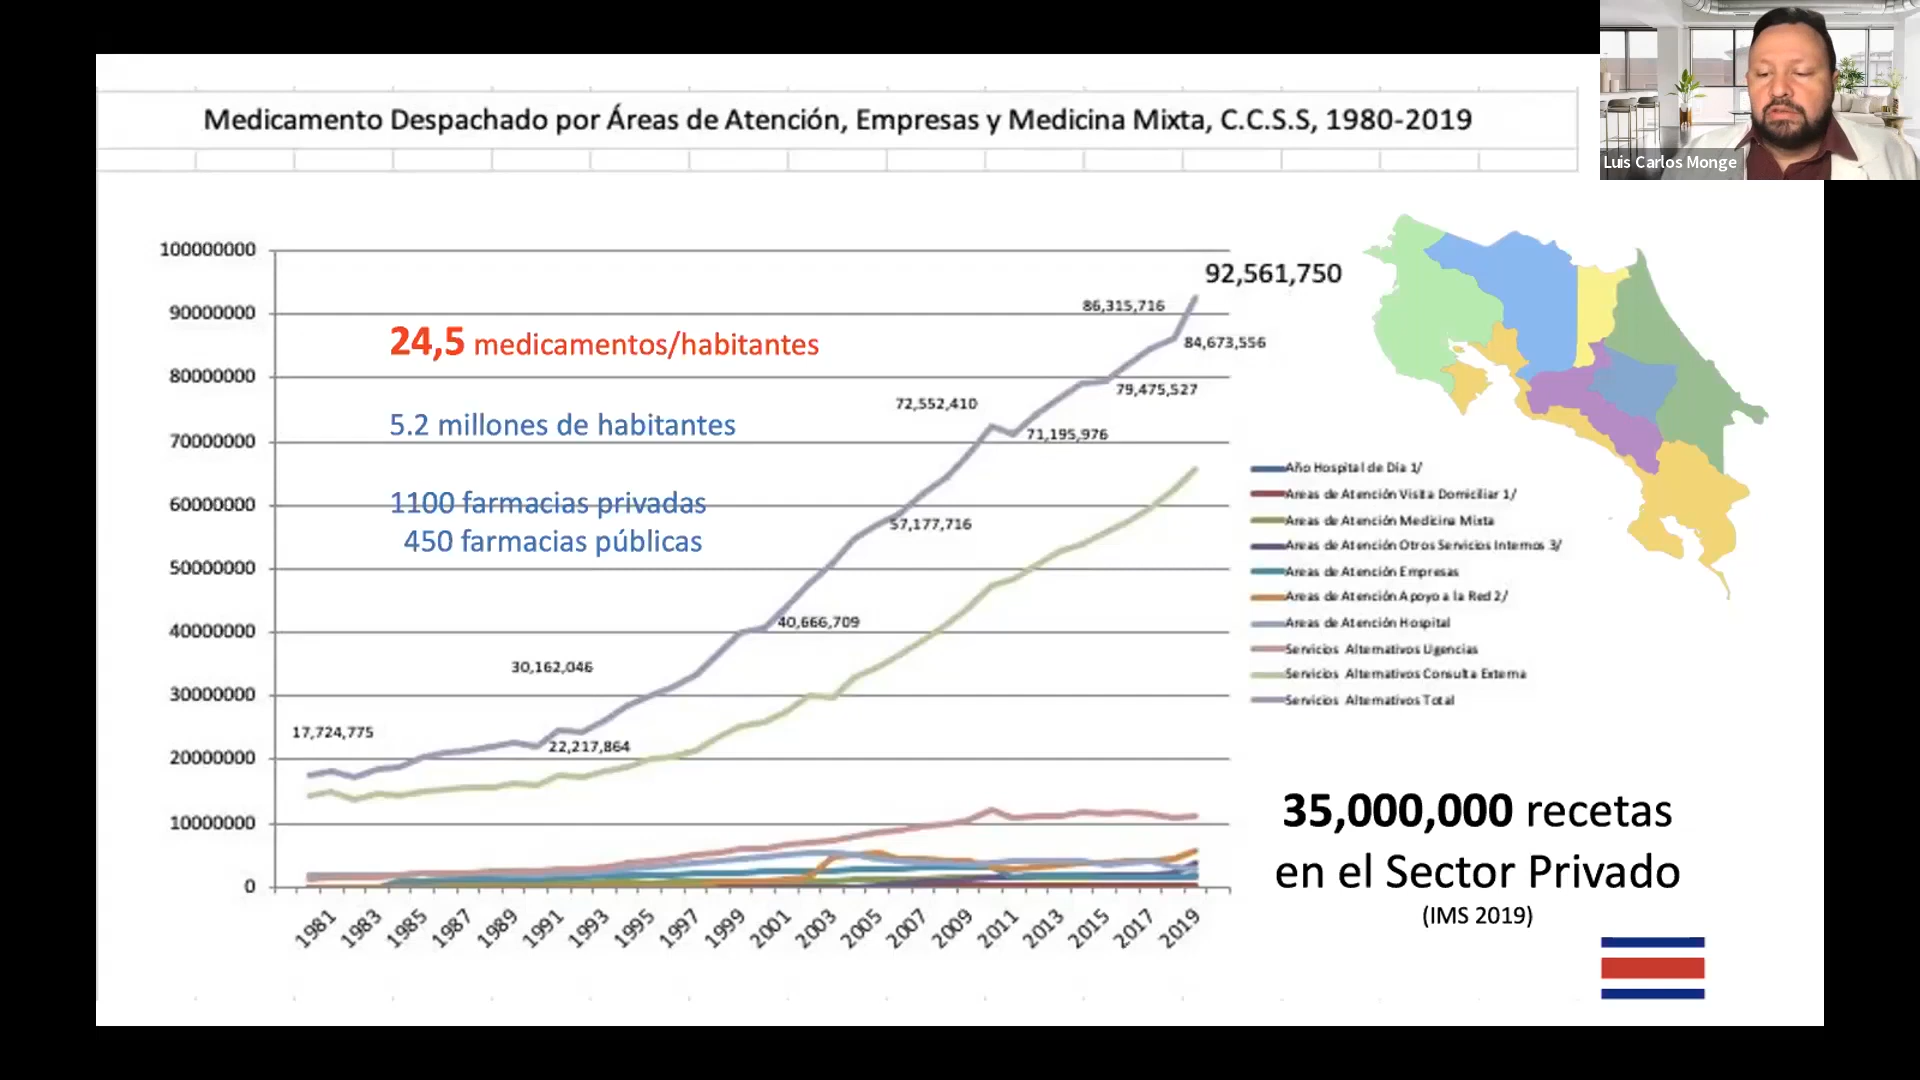 Medicamento Despachado por Áreas de Atención, Empresas y Medicina Mixta, C.C.S.S, 1980-2019
Luis Carlos Monge
100000000
90000000
80000000
70000000
60000000
50000000
40000000
30000000
20000000
10000000
0
24,5 medicamentos/habitantes
5.2 millones de habitantes
1100 farmacias privadas
450 farmacias públicas
92,561,750
86,315,716
84,673,556
79,475,527
72,552,410
71,195,976
57,177,716
40,666,709
30,162,046
17,724,775
22,217,864
1981
1983
1985
1987
1989
1991
1993
1995
1997
1999
2001
2003
2005
2007
2009
2011
2013
2015
2017
2019
Año Hospital de Día 1/
Areas de Atención Visita Domiciliar 1/
Areas de Atención Medicina Mixta
Areas de Atención Otros Servicios Internos 3/
Areas de Atención Empresas
Areas de Atención Apoyo a la Red 2/
Areas de Atención Hospital
Servicios Alternativos Ugencias
Servicios Alternativos Consulta Externa
Servicios Alternativos Total
35,000,000 recetas
en el Sector Privado
(IMS 2019)